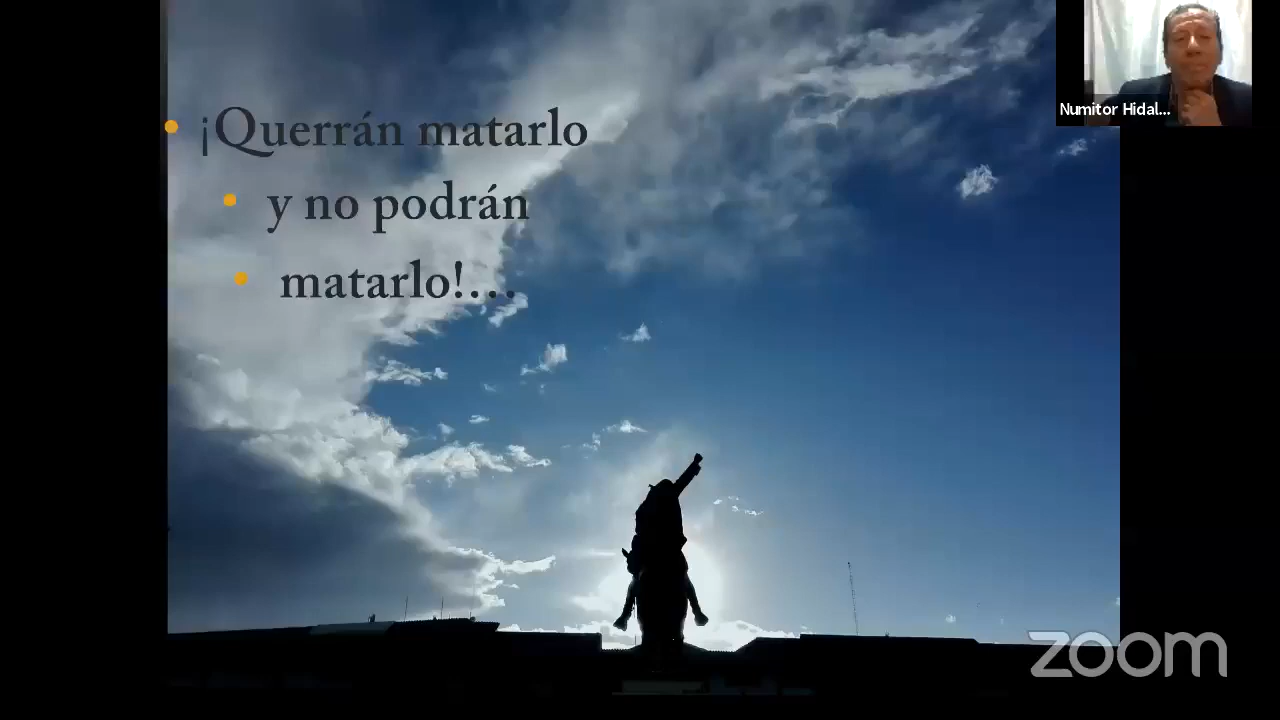 ¡Querrán matarlo
y no podrán
matarlo!...
Numitor Hidal...
zoom